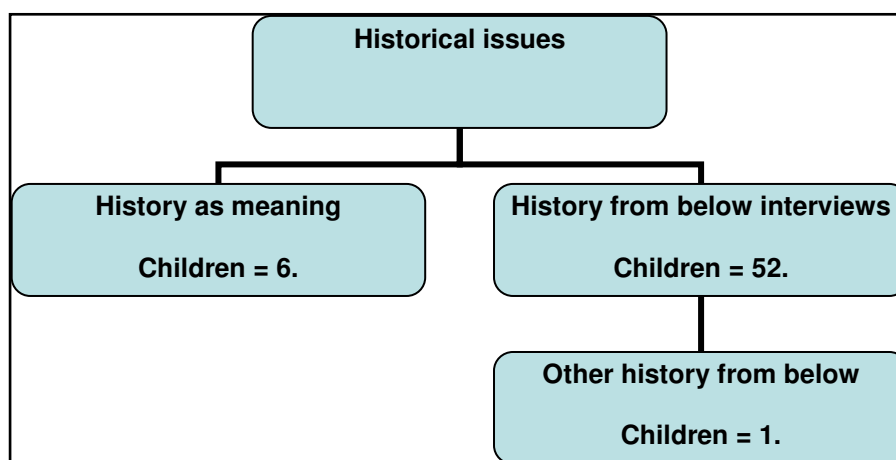 Historical issues
History as meaning
Children = 6.
History from below interviews
Children = 52.
Other history from below
Children = 1.